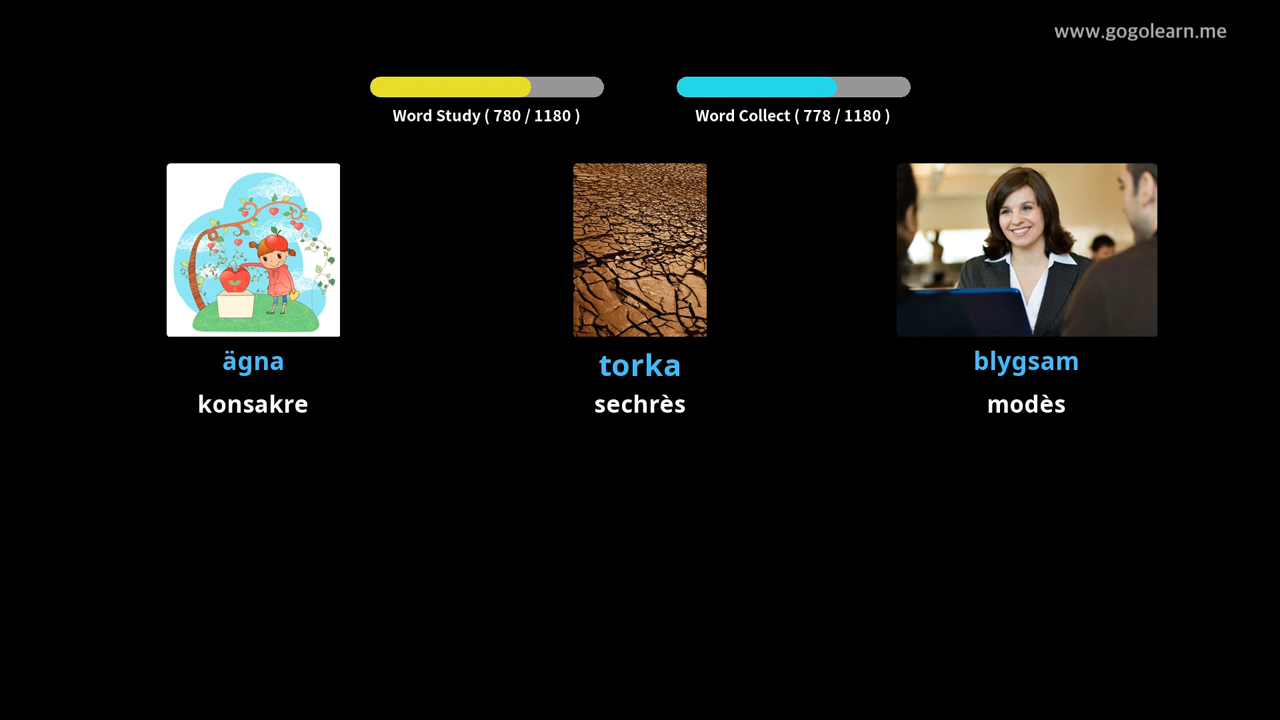 www.gogolearn.me
Word Study ( 780 / 1180 )
Word Collect ( 778 / 1180 )
ägna
torka
blygsam
konsakre
sechrès
modès